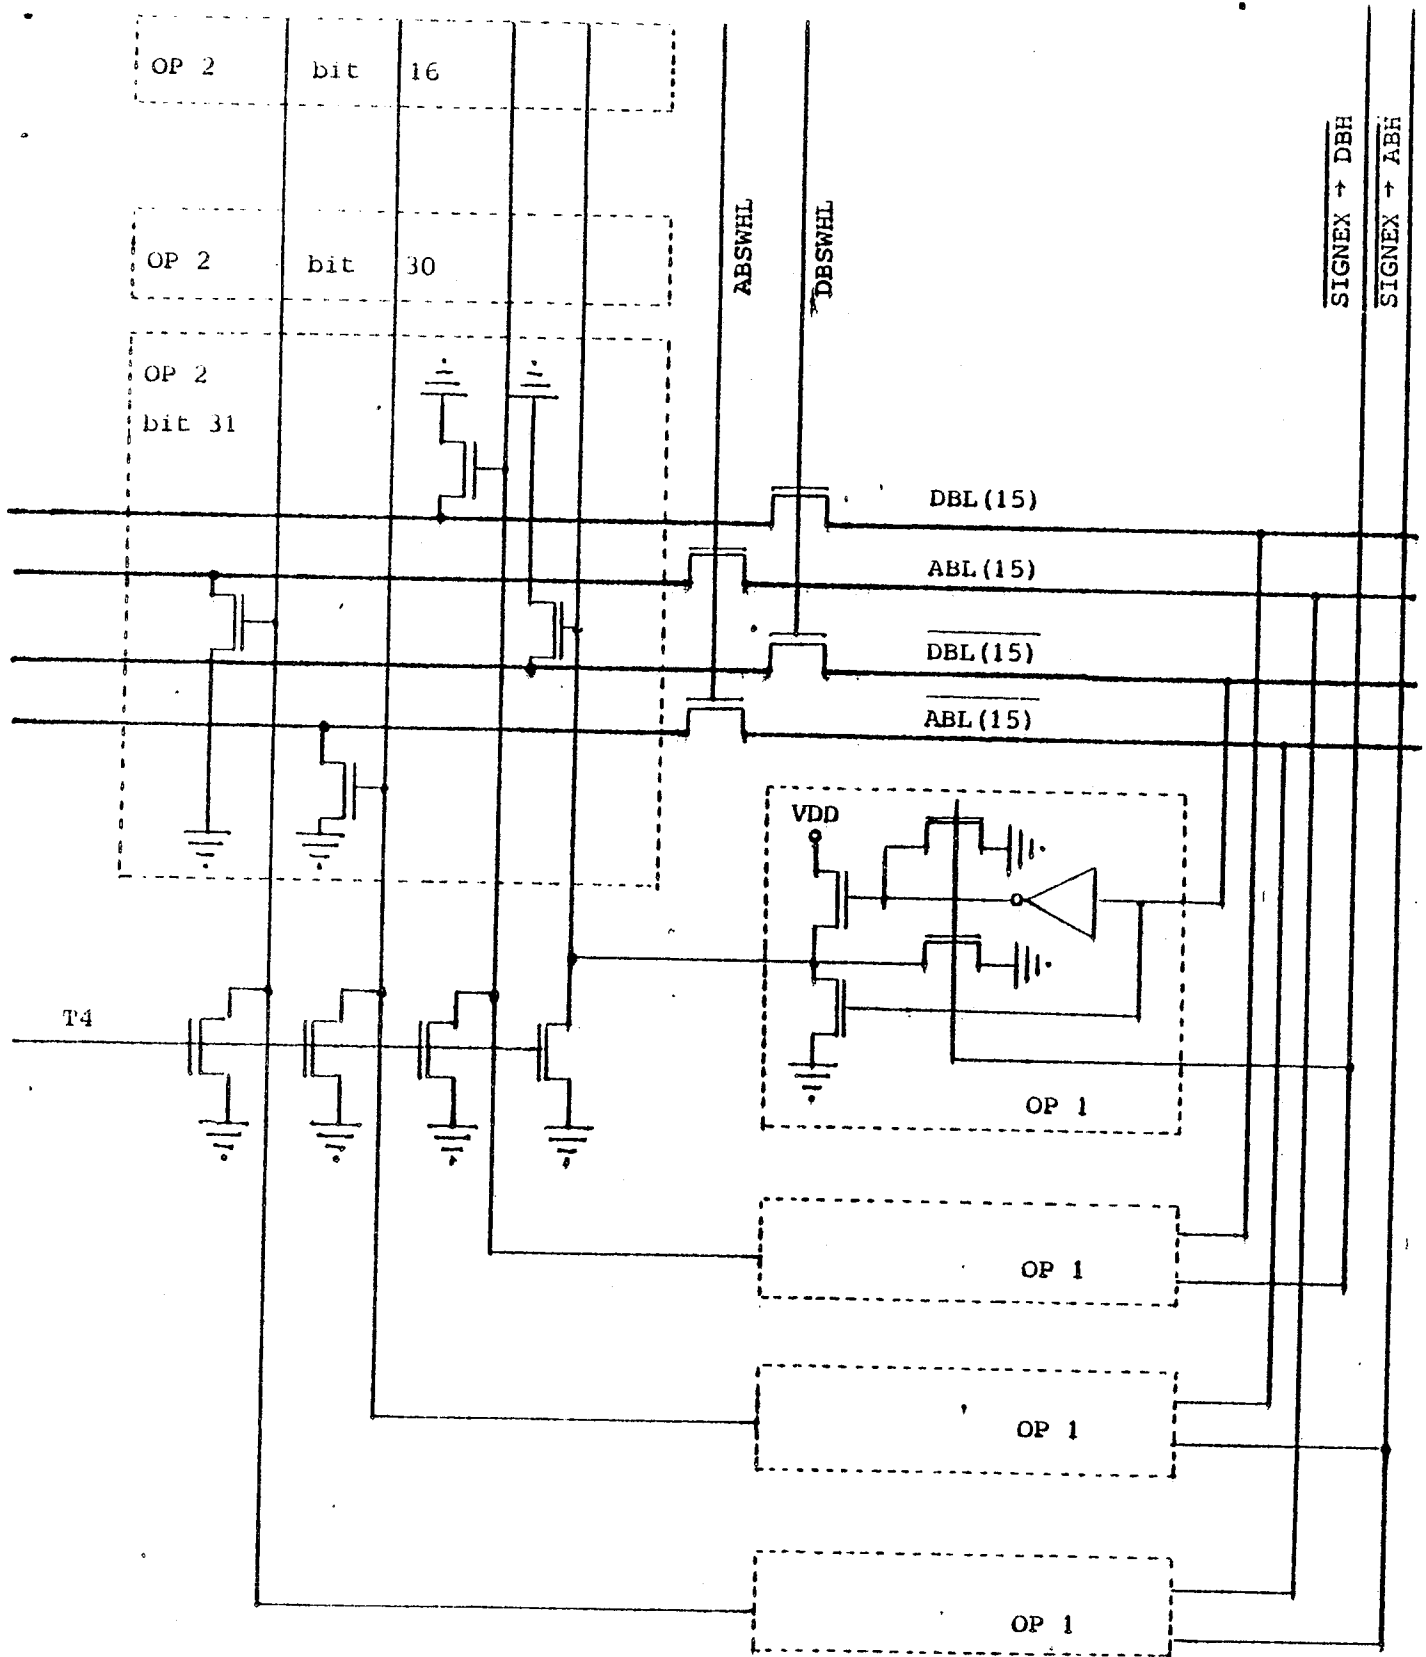 OP 2 bit 16
SIGNEX → DBH
SIGNEX → ABH
ABSWHL
DBSWHL
OP 2 bit 30
OP 2
bit 31
DBL(15)
ABL(15)
DBL(15)
ABL(15)
VDD
T4
OP 1
OP 1
OP 1
OP 1